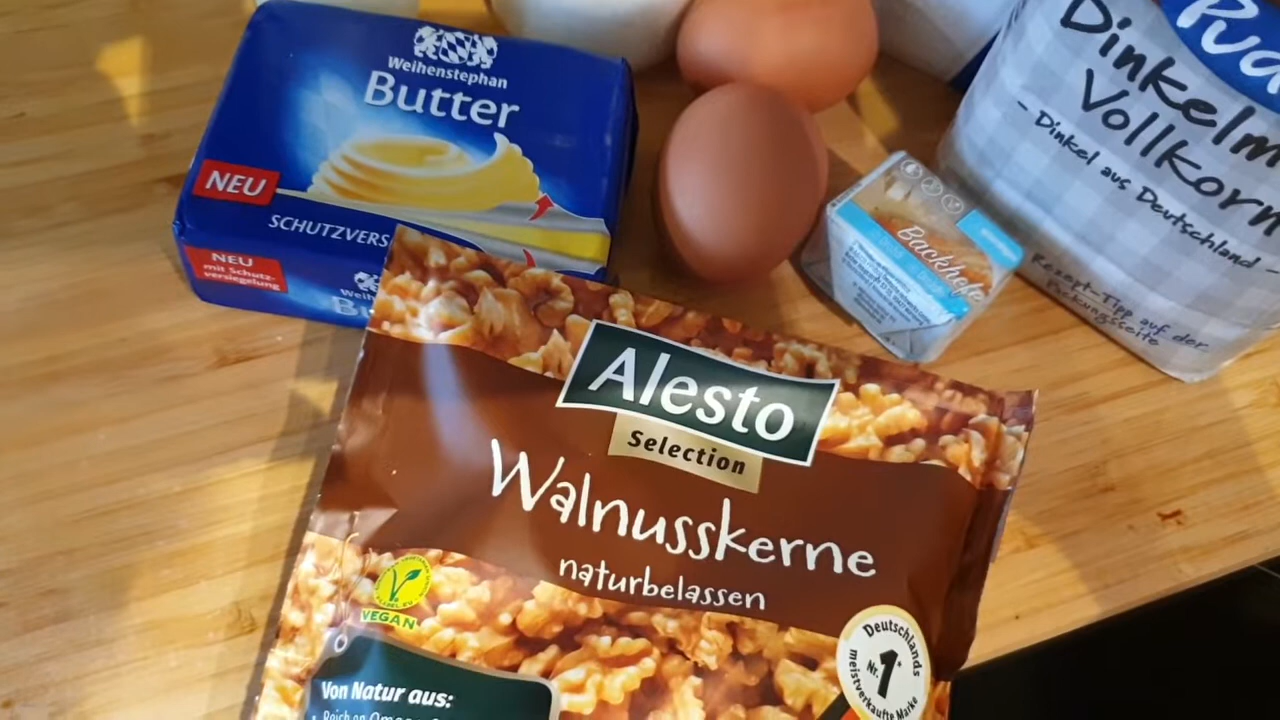 Weihenstephan
Butter
NEU
SCHUTZVERS
NEU
mit Schutz-
versiegelung
Backhefe
Dinkelm
Vollkorn
- Dinkel aus Deutschland -
Rezept-Tipp auf der
Packungsseite
Alesto
Selection
Walnusskerne
naturbelassen
VEGAN
Von Natur aus:
Deutschlands
Nr. 1*
meistverkaufte Marke